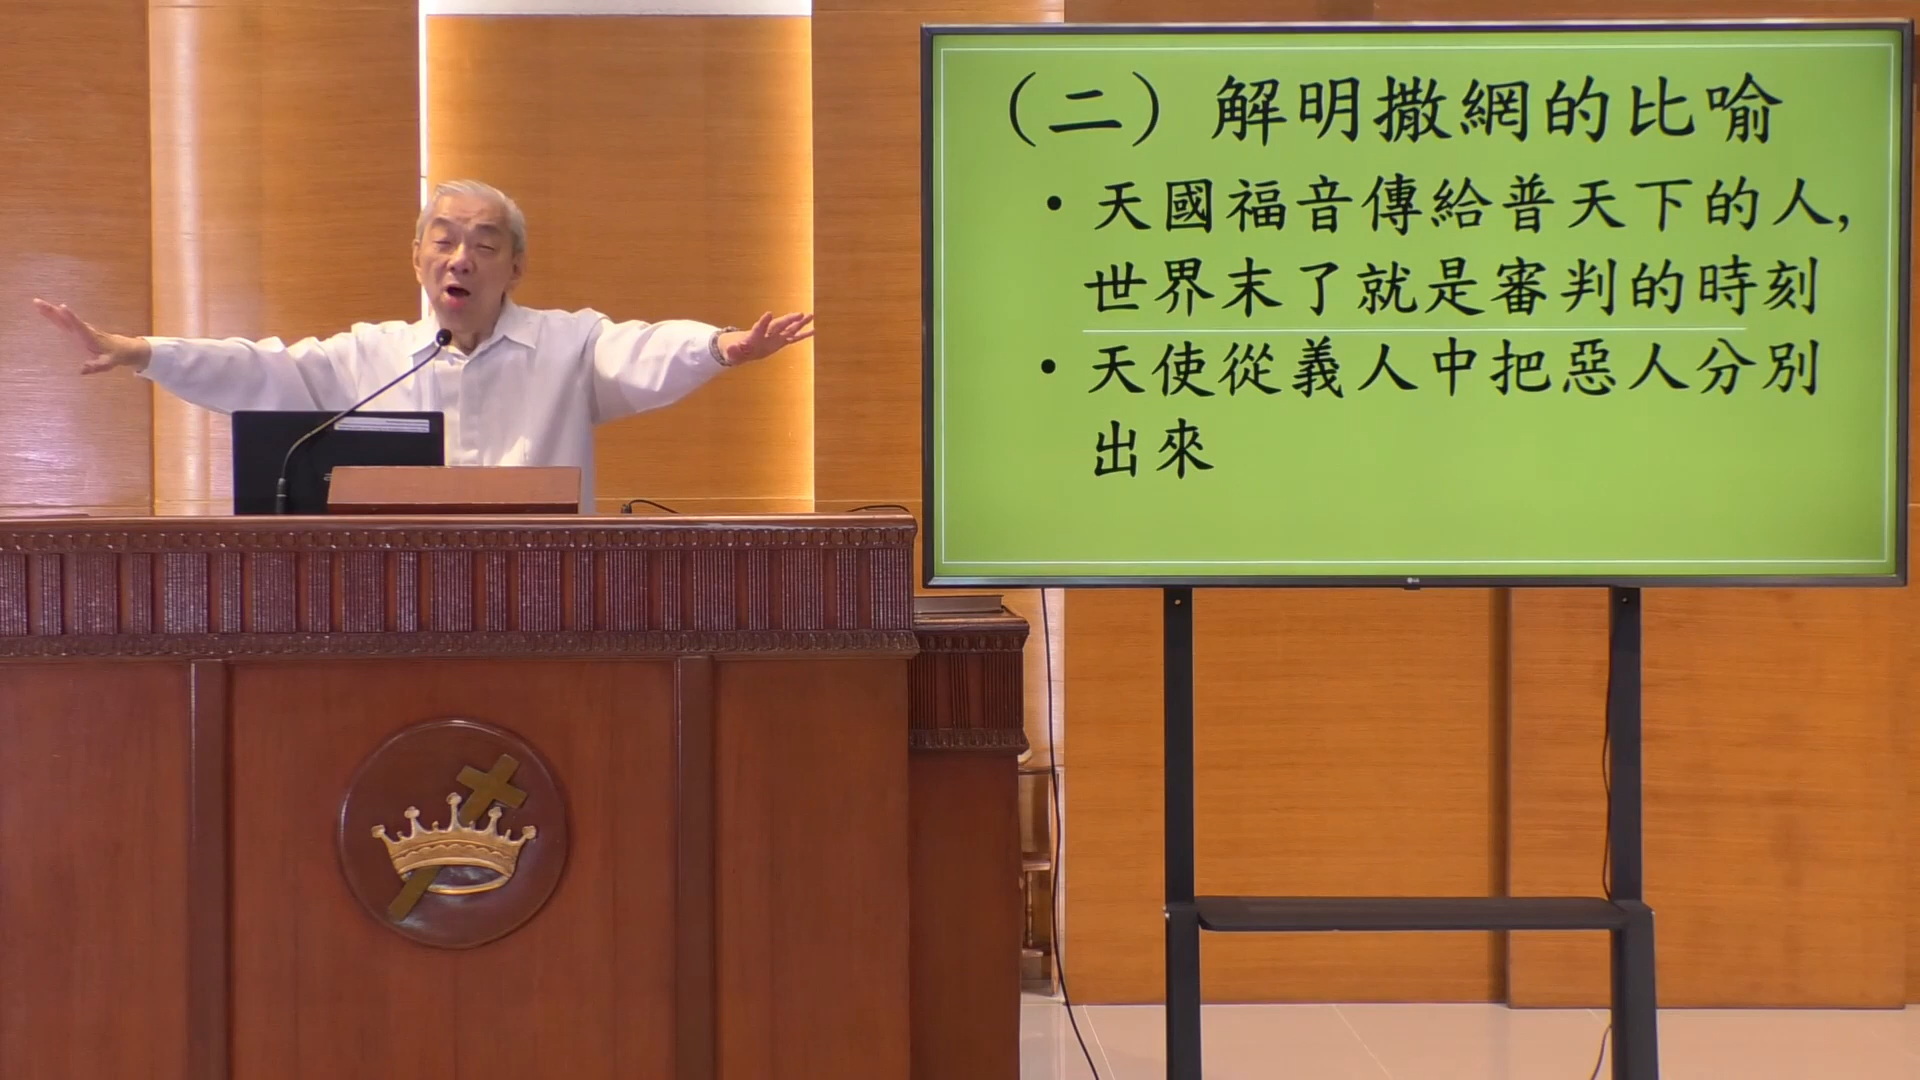 (二) 解明撒網的比喻
• 天國福音傳給普天下的人,
世界末了就是審判的時刻
• 天使從義人中把惡人分別
出來